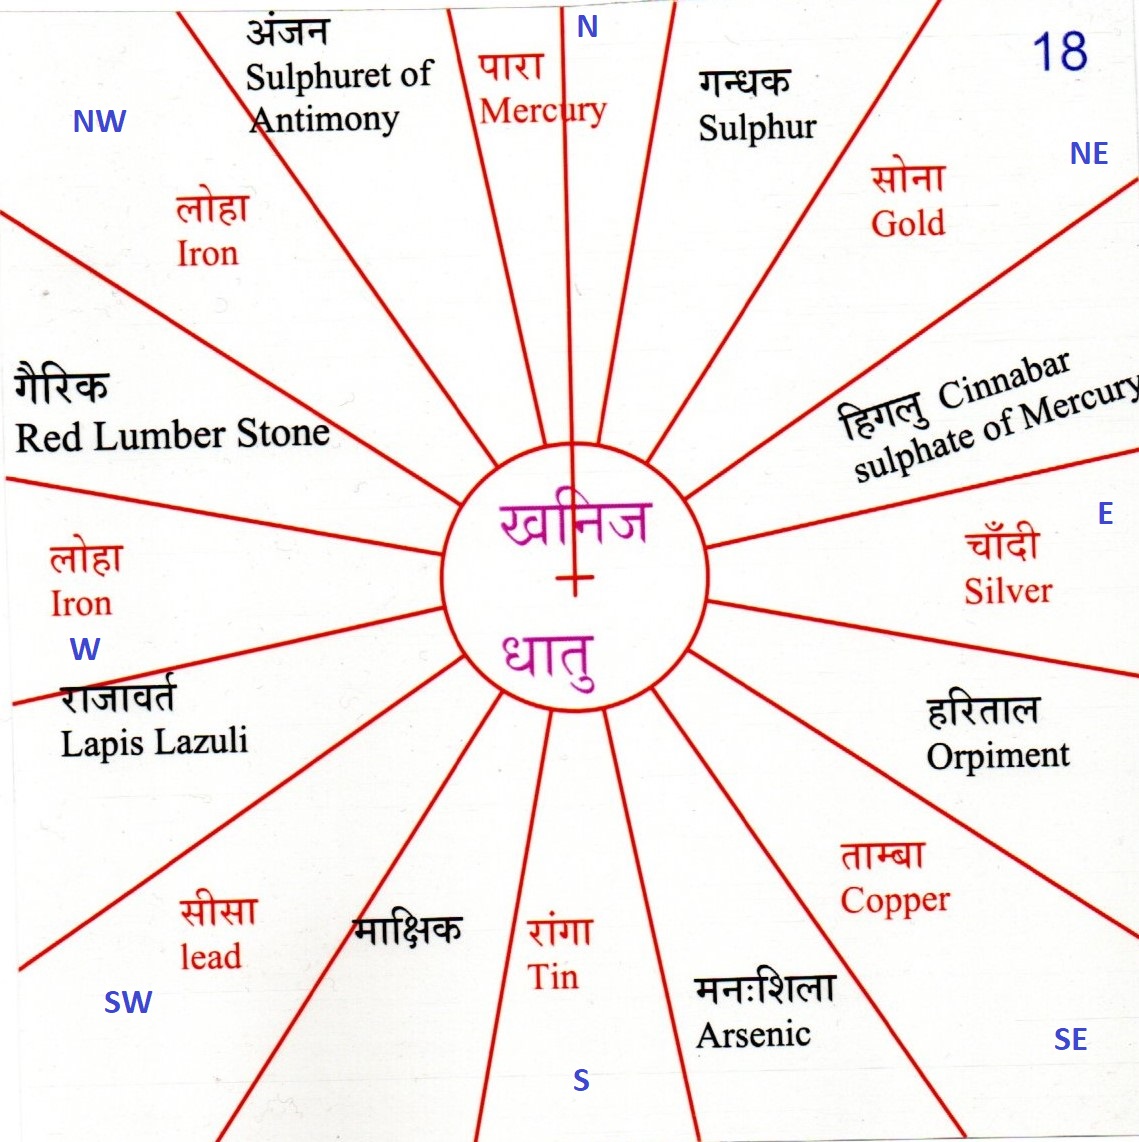 N
18
अंजन
Sulphuret of
Antimony
पारा
Mercury
गन्धक
Sulphur
NW
NE
सोना
Gold
लोहा
Iron
हिगलु Cinnabar
sulphate of Mercury
गैरिक
Red Lumber Stone
E
चाँदी
Silver
खनिज
धातु
लोहा
Iron
W
राजावर्त
Lapis Lazuli
हरिताल
Orpiment
ताम्बा
Copper
सीसा
lead
माक्षिक
रांगा
Tin
मनःशिला
Arsenic
SW
SE
S